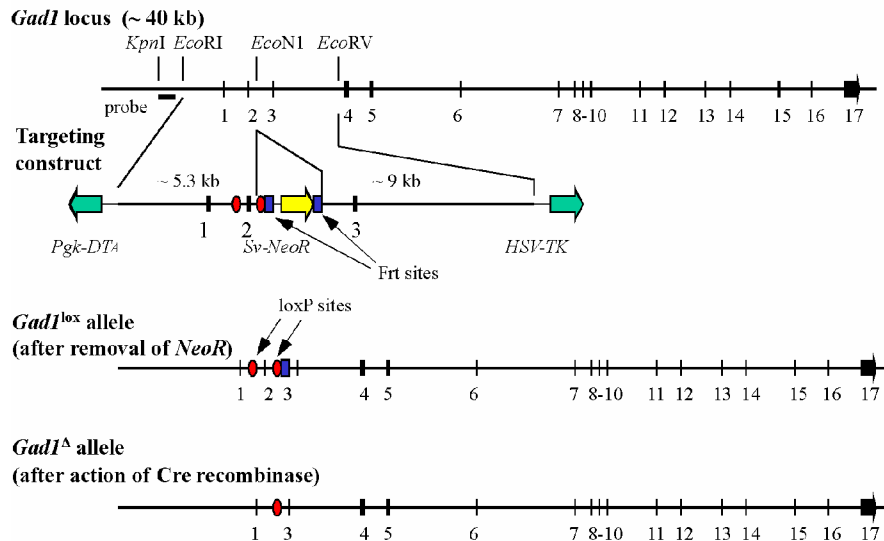 Gad1 locus (~ 40 kb)
KpnI EcoRI EcoN1 EcoRV
probe
1 2 3 4 5 6 7 8-10 11 12 13 14 15 16 17
Targeting
construct
~ 5.3 kb ~ 9 kb
1 2 3
Pgk-DTA Sv-NeoR HSV-TK
Frt sites
loxP sites
Gad1lox allele
(after removal of NeoR)
1 2 3 4 5 6 7 8-10 11 12 13 14 15 16 17
Gad1Δ allele
(after action of Cre recombinase)
1 3 4 5 6 7 8-10 11 12 13 14 15 16 17